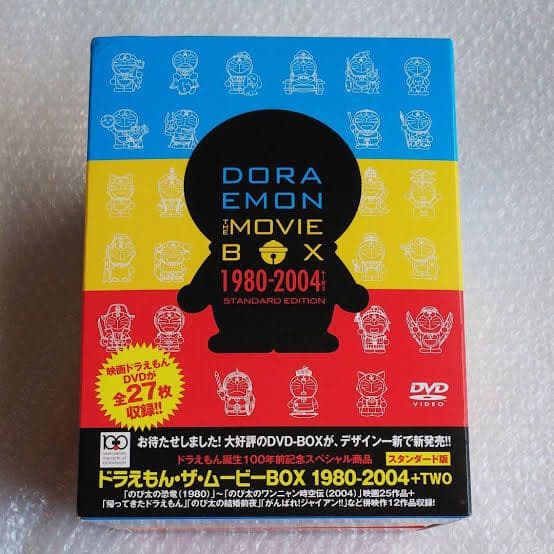 DORA
EMON
THE MOVIE
BOX
1980-2004+TWO
STANDARD EDITION
映画ドラえもん
DVDが
全27枚
収録!!
DVD
VIDEO
お待たせしました!大好評のDVD-BOXが、デザイン一新で新発売!!
ドラえもん誕生100年前記念スペシャル商品
スタンダード版
ドラえもん・ザ・ムービーBOX 1980-2004+TWO
「のび太の恐竜(1980)」~「のび太のワンニャン時空伝(2004)」映画25作品+
「帰ってきたドラえもん」「のび太の結婚前夜」「がんばれ!ジャイアン!!」など併映作12作品収録!